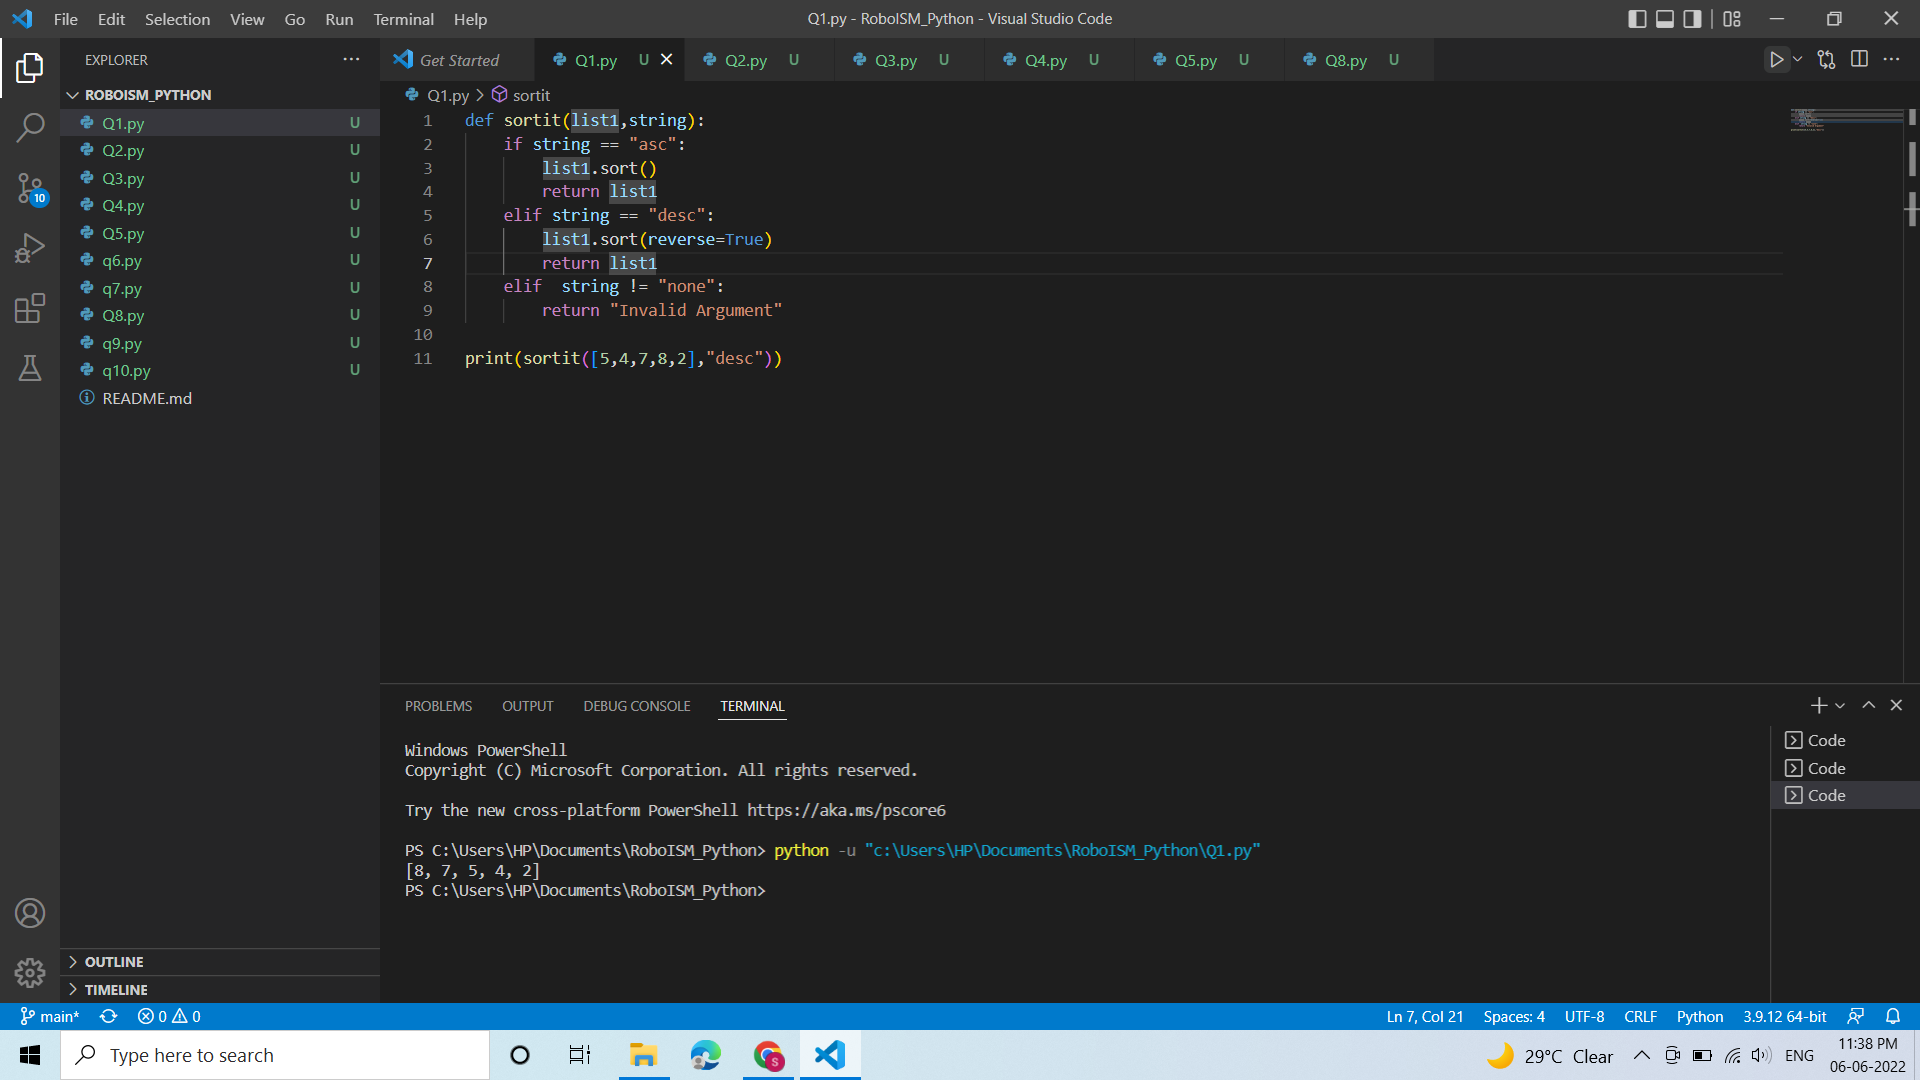 File Edit Selection View Go Run Terminal Help
Q1.py - RoboISM_Python - Visual Studio Code
EXPLORER
ROBOISM_PYTHON
Q1.py U
Q2.py U
Q3.py U
Q4.py U
Q5.py U
q6.py U
q7.py U
Q8.py U
q9.py U
q10.py U
README.md
10
OUTLINE
TIMELINE
Get Started Q1.py U Q2.py U Q3.py U Q4.py U Q5.py U Q8.py U
Q1.py > sortit
1 def sortit(list1,string):
2 if string == "asc":
3 list1.sort()
4 return list1
5 elif string == "desc":
6 list1.sort(reverse=True)
7 return list1
8 elif  string != "none":
9 return "Invalid Argument"
10
11 print(sortit([5,4,7,8,2],"desc"))
PROBLEMS OUTPUT DEBUG CONSOLE TERMINAL
Windows PowerShell
Copyright (C) Microsoft Corporation. All rights reserved.
Try the new cross-platform PowerShell https://aka.ms/pscore6
PS C:\Users\HP\Documents\RoboISM_Python> python -u "c:\Users\HP\Documents\RoboISM_Python\Q1.py"
[8, 7, 5, 4, 2]
PS C:\Users\HP\Documents\RoboISM_Python>
Code
Code
Code
main* 0 0
Ln 7, Col 21 Spaces: 4 UTF-8 CRLF Python 3.9.12 64-bit
Type here to search
S
29°C Clear
ENG
11:38 PM
06-06-2022